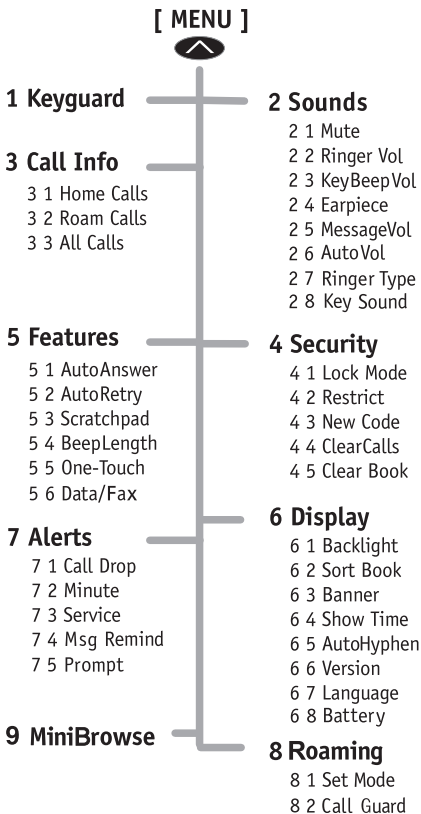 [ MENU ]
1 Keyguard
2 Sounds
2 1 Mute
2 2 Ringer Vol
2 3 KeyBeepVol
2 4 Earpiece
2 5 MessageVol
2 6 AutoVol
2 7 Ringer Type
2 8 Key Sound
3 Call Info
3 1 Home Calls
3 2 Roam Calls
3 3 All Calls
5 Features
5 1 AutoAnswer
5 2 AutoRetry
5 3 Scratchpad
5 4 BeepLength
5 5 One-Touch
5 6 Data/Fax
4 Security
4 1 Lock Mode
4 2 Restrict
4 3 New Code
4 4 ClearCalls
4 5 Clear Book
7 Alerts
7 1 Call Drop
7 2 Minute
7 3 Service
7 4 Msg Remind
7 5 Prompt
6 Display
6 1 Backlight
6 2 Sort Book
6 3 Banner
6 4 Show Time
6 5 AutoHyphen
6 6 Version
6 7 Language
6 8 Battery
9 MiniBrowse
8 Roaming
8 1 Set Mode
8 2 Call Guard